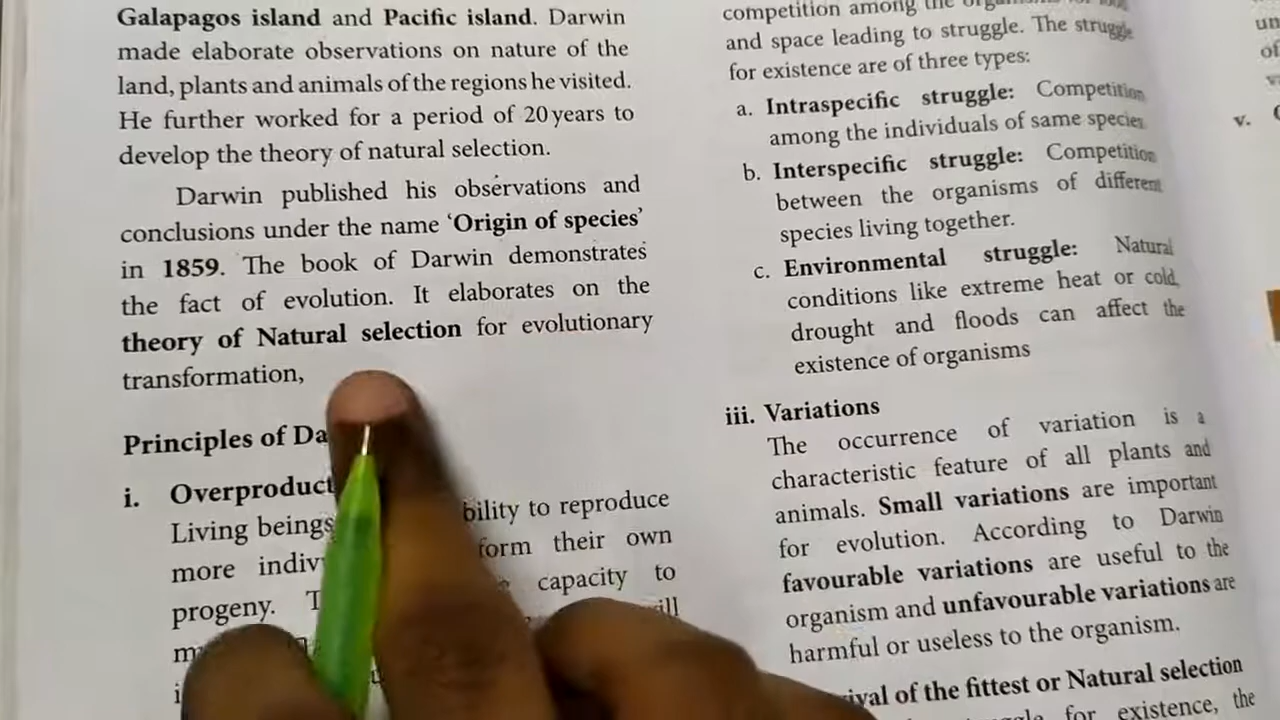 Galapagos island and Pacific island. Darwin
made elaborate observations on nature of the
land, plants and animals of the regions he visited.
He further worked for a period of 20 years to
develop the theory of natural selection.
Darwin published his observations and
conclusions under the name ‘Origin of species’
in 1859. The book of Darwin demonstrates
the fact of evolution. It elaborates on the
theory of Natural selection for evolutionary
transformation,
Principles of
i. Overproduct
Living beings bility to reproduce
more form their own
progeny. capacity to
competition among the
and space leading to struggle. The struggle
for existence are of three types:
a. Intraspecific struggle: Competition
among the individuals of same species
b. Interspecific struggle: Competition
between the organisms of different
species living together.
c. Environmental struggle: Natural
conditions like extreme heat or cold,
drought and floods can affect the
existence of organisms
iii. Variations
The occurrence of variation is a
characteristic feature of all plants and
animals. Small variations are important
for evolution. According to Darwin
favourable variations are useful to the
organism and unfavourable variations are
harmful or useless to the organism.
of the fittest or Natural selection
for existence, the
v.